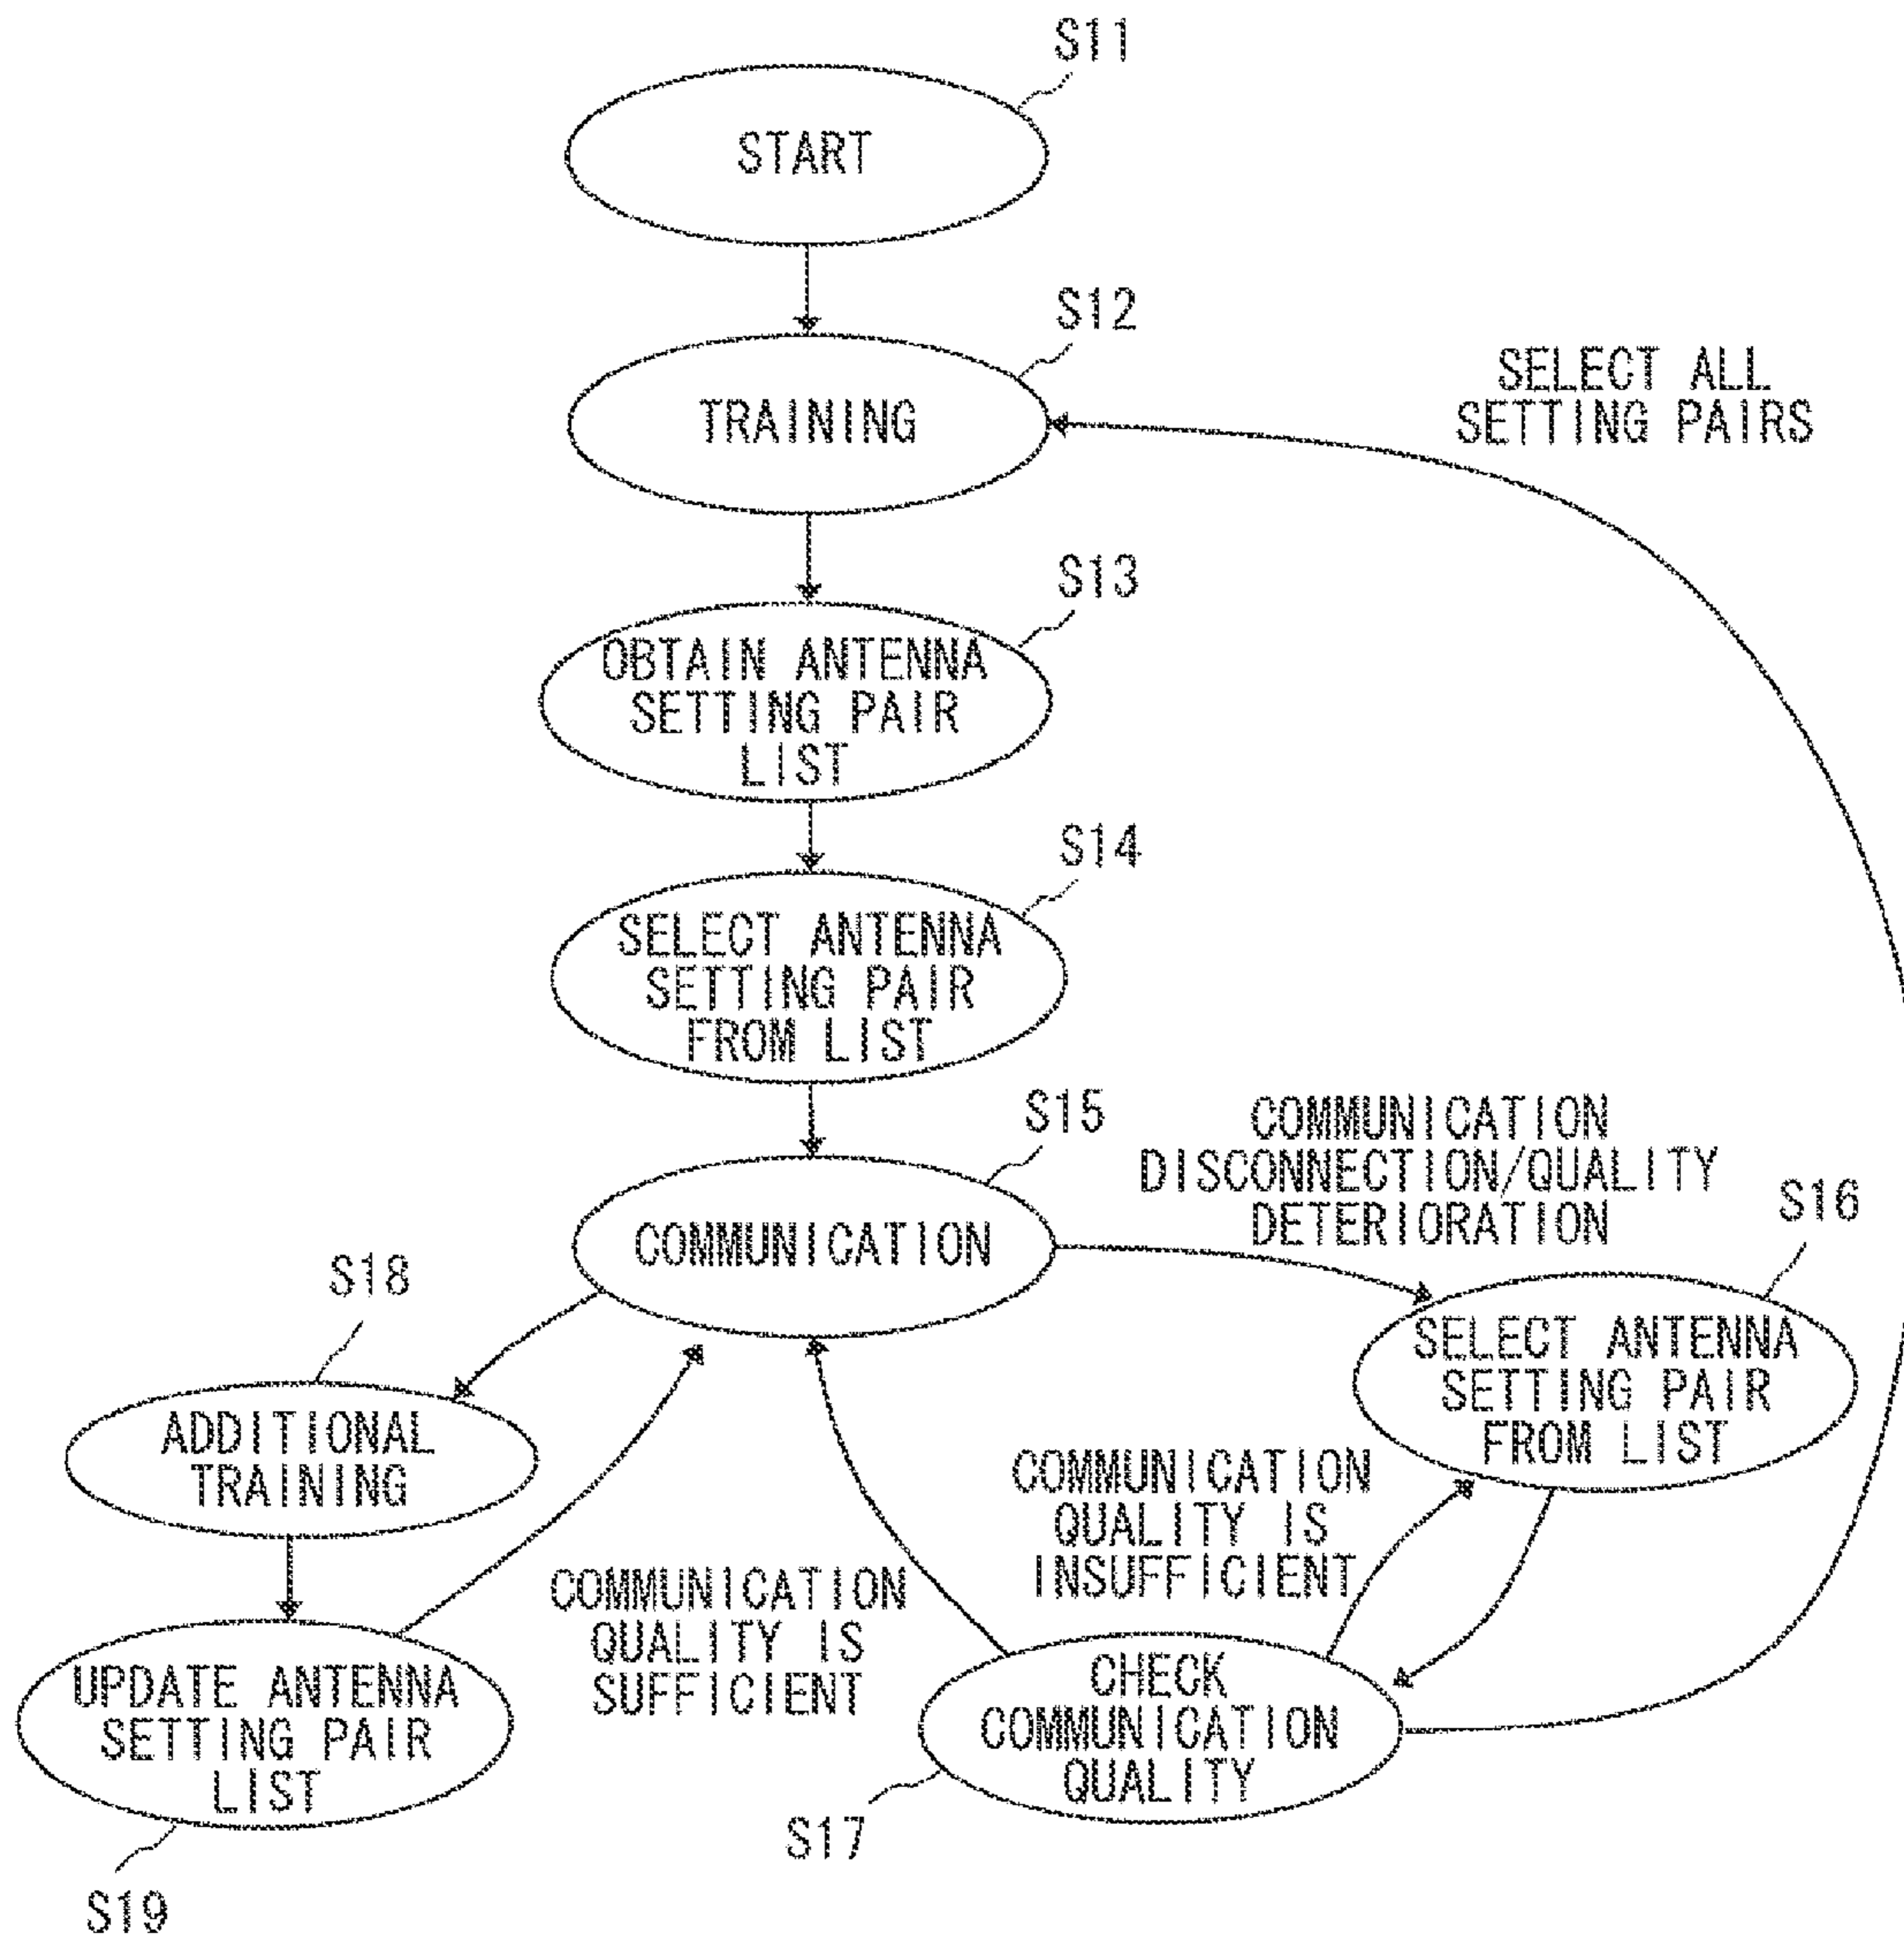 S11
START
S12
TRAINING
SELECT ALL
SETTING PAIRS
S13
OBTAIN ANTENNA
SETTING PAIR
LIST
S14
SELECT ANTENNA
SETTING PAIR
FROM LIST
S15
COMMUNICATION
COMMUNICATION
DISCONNECTION/QUALITY
DETERIORATION
S16
SELECT ANTENNA
SETTING PAIR
FROM LIST
S18
ADDITIONAL
TRAINING
COMMUNICATION
QUALITY IS
INSUFFICIENT
COMMUNICATION
QUALITY IS
SUFFICIENT
UPDATE ANTENNA
SETTING PAIR
LIST
S19
CHECK
COMMUNICATION
QUALITY
S17